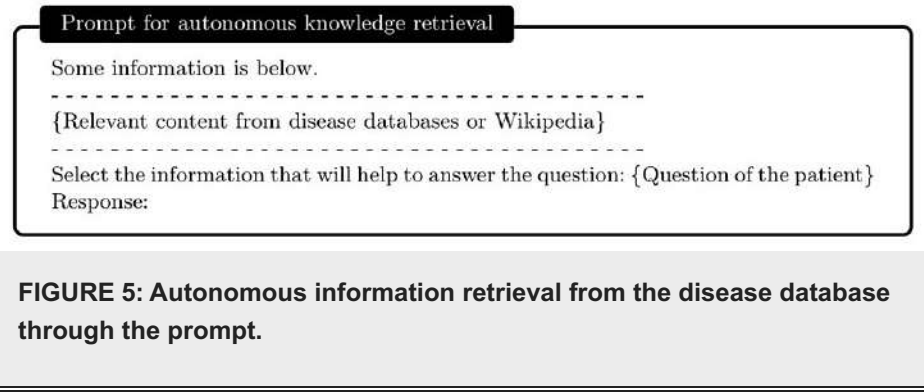 Prompt for autonomous knowledge retrieval
Some information is below.
- - - - - - - - - - - - - - - - - - - - - - - - - - - - - - - - - - - - - - - -
{Relevant content from disease databases or Wikipedia}
- - - - - - - - - - - - - - - - - - - - - - - - - - - - - - - - - - - - - - - -
Select the information that will help to answer the question: {Question of the patient}
Response:
FIGURE 5: Autonomous information retrieval from the disease database
through the prompt.